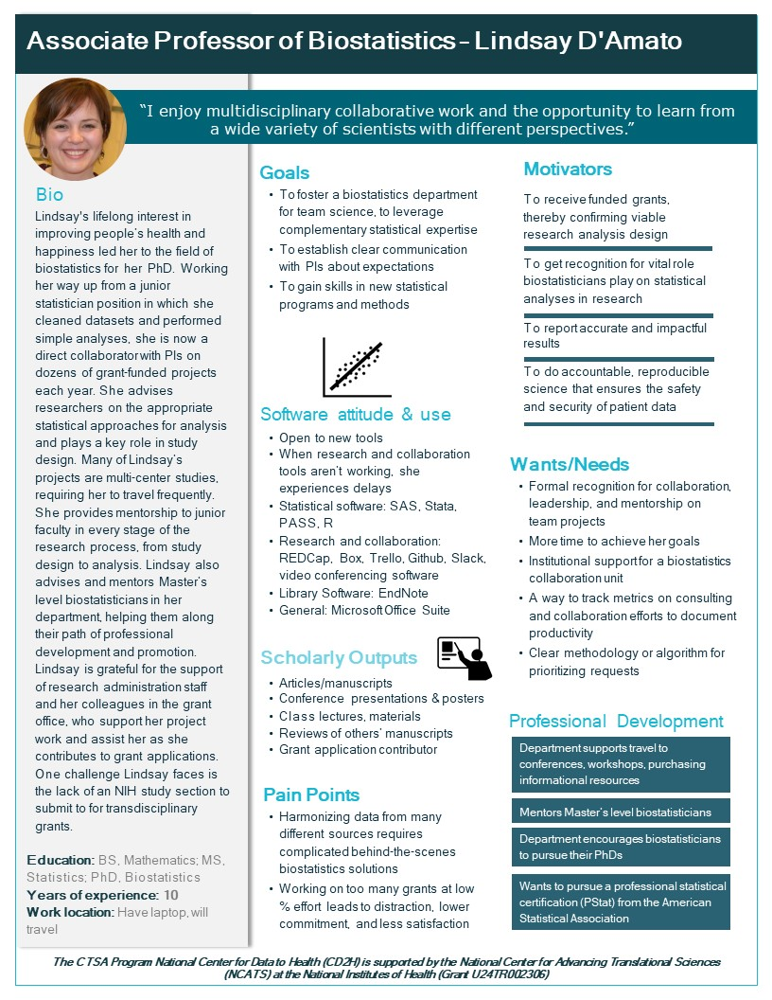 Associate Professor of Biostatistics – Lindsay D'Amato
“I enjoy multidisciplinary collaborative work and the opportunity to learn from
a wide variety of scientists with different perspectives.”
Bio
Lindsay's lifelong interest in
improving people’s health and
happiness led her to the field of
biostatistics for her PhD. Working
her way up from a junior
statistician position in which she
cleaned datasets and performed
simple analyses, she is now a
direct collaborator with PIs on
dozens of grant-funded projects
each year. She advises
researchers on the appropriate
statistical approaches for analysis
and plays a key role in study
design. Many of Lindsay’s
projects are multi-center studies,
requiring her to travel frequently.
She provides mentorship to junior
faculty in every stage of the
research process, from study
design to analysis. Lindsay also
advises and mentors Master’s
level biostatisticians in her
department, helping them along
their path of professional
development and promotion.
Lindsay is grateful for the support
of research administration staff
and her colleagues in the grant
office, who support her project
work and assist her as she
contributes to grant applications.
One challenge Lindsay faces is
the lack of an NIH study section to
submit to for transdisciplinary
grants.
Education: BS, Mathematics; MS,
Statistics; PhD, Biostatistics
Years of experience: 10
Work location: Have laptop, will
travel
Goals
• To foster a biostatistics department
for team science, to leverage
complementary statistical expertise
• To establish clear communication
with PIs about expectations
• To gain skills in new statistical
programs and methods
Software attitude & use
• Open to new tools
• When research and collaboration
tools aren’t working, she
experiences delays
• Statistical software: SAS, Stata,
PASS, R
• Research and collaboration:
REDCap, Box, Trello, Github, Slack,
video conferencing software
• Library Software: EndNote
• General: Microsoft Office Suite
Scholarly Outputs
• Articles/manuscripts
• Conference presentations & posters
• Class lectures, materials
• Reviews of others’ manuscripts
• Grant application contributor
Pain Points
• Harmonizing data from many
different sources requires
complicated behind-the-scenes
biostatistics solutions
• Working on too many grants at low
% effort leads to distraction, lower
commitment, and less satisfaction
Motivators
To receive funded grants,
thereby confirming viable
research analysis design
To get recognition for vital role
biostatisticians play on statistical
analyses in research
To report accurate and impactful
results
To do accountable, reproducible
science that ensures the safety
and security of patient data
Wants/Needs
• Formal recognition for collaboration,
leadership, and mentorship on
team projects
• More time to achieve her goals
• Institutional support for a biostatistics
collaboration unit
• A way to track metrics on consulting
and collaboration efforts to document
productivity
• Clear methodology or algorithm for
prioritizing requests
Professional Development
Department supports travel to
conferences, workshops, purchasing
informational resources
Mentors Master’s level biostatisticians
Department encourages biostatisticians
to pursue their PhDs
Wants to pursue a professional statistical
certification (PStat) from the American
Statistical Association
The CTSA Program National Center for Data to Health (CD2H) is supported by the National Center for Advancing Translational Sciences
(NCATS) at the National Institutes of Health (Grant U24TR002306)